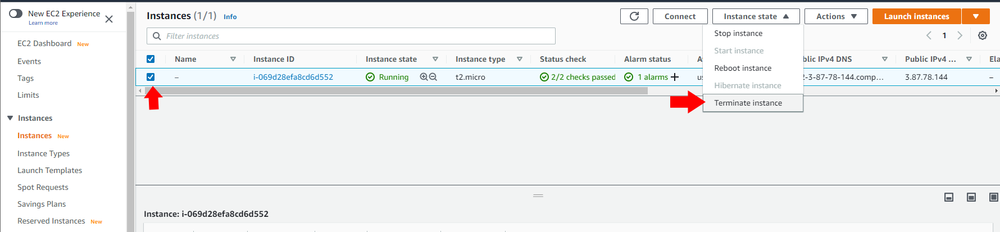 New EC2 Experience
Learn more
EC2 Dashboard New
Events
Tags
Limits
Instances
Instances New
Instance Types
Launch Templates
Spot Requests
Savings Plans
Reserved Instances New
Instances (1/1) Info
Connect
Instance state
Actions
Launch instances
Filter instances
1
Stop instance
Start instance
Reboot instance
Hibernate instance
Terminate instance
Name Instance ID Instance state Instance type Status check Alarm status A blic IPv4 DNS Public IPv4 ... Ela
– i-069d28efa8cd6d552 Running t2.micro 2/2 checks passed 1 alarms us 2-3-87-78-144.comp... 3.87.78.144 –
Instance: i-069d28efa8cd6d552